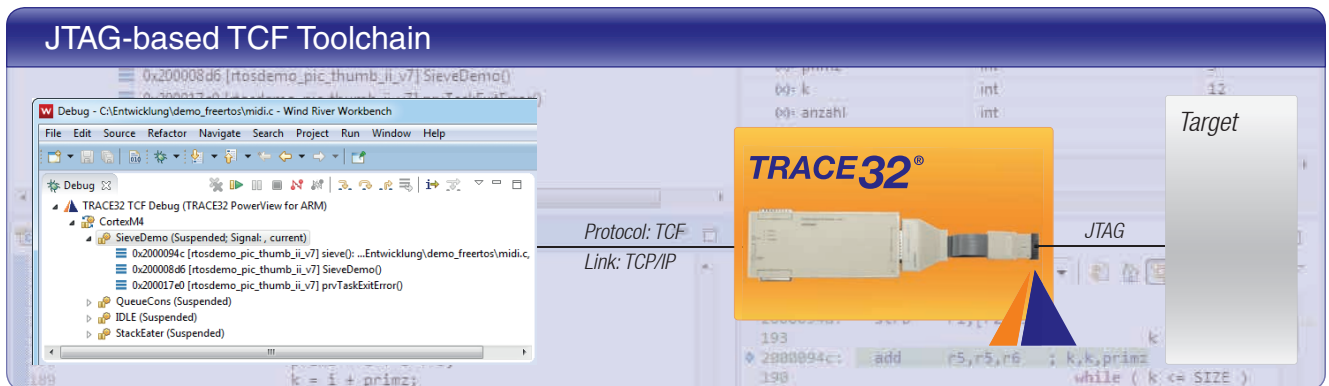 JTAG-based TCF Toolchain
0x200008d6 [rtosdemo_pic_thumb_ii_v7] SieveDemo()
(x)= k int 12
(x)= anzahl int
Debug - C:\Entwicklung\demo_freertos\midi.c - Wind River Workbench
File Edit Source Refactor Navigate Search Project Run Window Help
Debug
TRACE32 TCF Debug (TRACE32 PowerView for ARM)
CortexM4
SieveDemo (Suspended; Signal: , current)
0x2000094c [rtosdemo_pic_thumb_ii_v7] sieve(): ...Entwicklung\demo_freertos\midi.c,
0x200008d6 [rtosdemo_pic_thumb_ii_v7] SieveDemo()
0x200017e0 [rtosdemo_pic_thumb_ii_v7] prvTaskExitError()
QueueCons (Suspended)
IDLE (Suspended)
StackEater (Suspended)
Protocol: TCF
Link: TCP/IP
TRACE32®
JTAG
Target
193 k
2000094c: add r5,r5,r6 ; k,k,primz
190 while ( k <= SIZE )
189 k = i + primz;